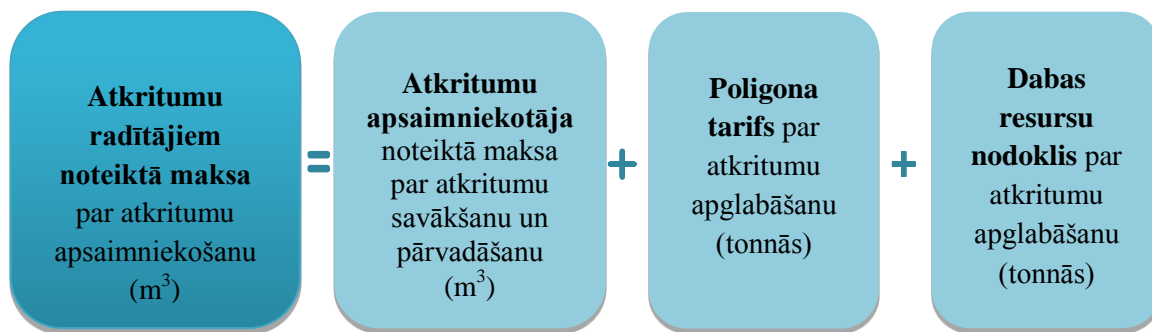 Atkritumu
radītājiem
noteiktā maksa
par atkritumu
apsaimniekošanu
(m³)
=
Atkritumu
apsaimniekotāja
noteiktā maksa
par atkritumu
savākšanu un
pārvadāšanu
(m³)
+
Poligona
tarifs par
atkritumu
apglabāšanu
(tonnās)
+
Dabas
resursu
nodoklis par
atkritumu
apglabāšanu
(tonnās)